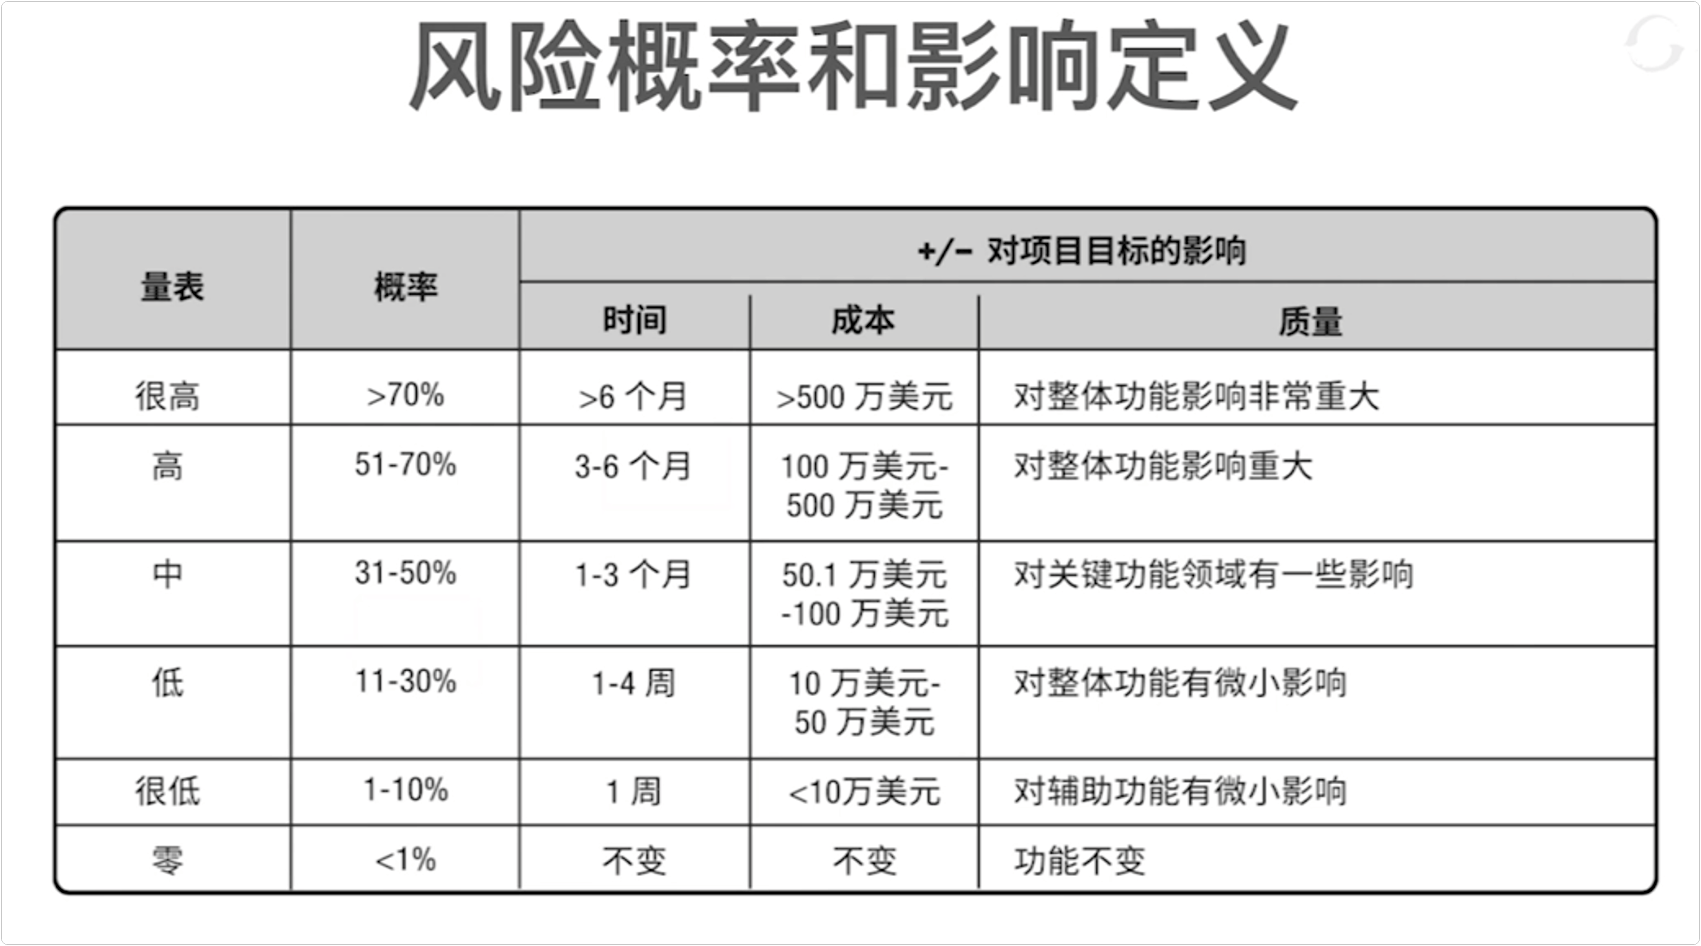 风险概率和影响定义
量表 概率 +/− 对项目目标的影响
时间 成本 质量
很高 >70% >6 个月 >500 万美元 对整体功能影响非常重大
高 51-70% 3-6 个月 100 万美元- 对整体功能影响重大
500 万美元
中 31-50% 1-3 个月 50.1 万美元 对关键功能领域有一些影响
-100 万美元
低 11-30% 1-4 周 10 万美元- 对整体功能有微小影响
50 万美元
很低 1-10% 1 周 <10万美元 对辅助功能有微小影响
零 <1% 不变 不变 功能不变